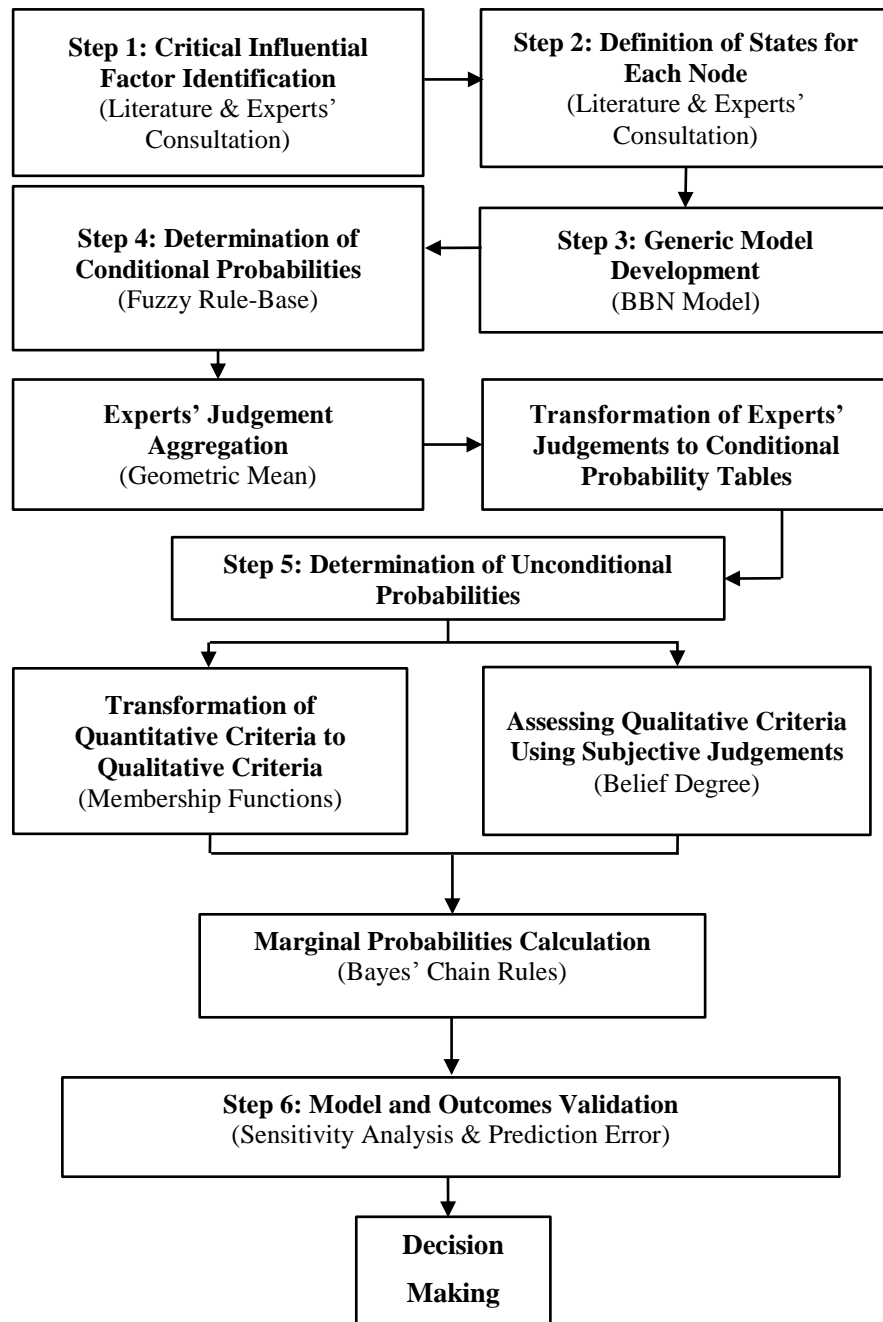 Step 1: Critical Influential
Factor Identification
(Literature & Experts’
Consultation)
Step 2: Definition of States for
Each Node
(Literature & Experts’
Consultation)
Step 3: Generic Model
Development
(BBN Model)
Step 4: Determination of
Conditional Probabilities
(Fuzzy Rule-Base)
Experts’ Judgement
Aggregation
(Geometric Mean)
Transformation of Experts’
Judgements to Conditional
Probability Tables
Step 5: Determination of Unconditional
Probabilities
Transformation of
Quantitative Criteria to
Qualitative Criteria
(Membership Functions)
Assessing Qualitative Criteria
Using Subjective Judgements
(Belief Degree)
Marginal Probabilities Calculation
(Bayes’ Chain Rules)
Step 6: Model and Outcomes Validation
(Sensitivity Analysis & Prediction Error)
Decision
Making